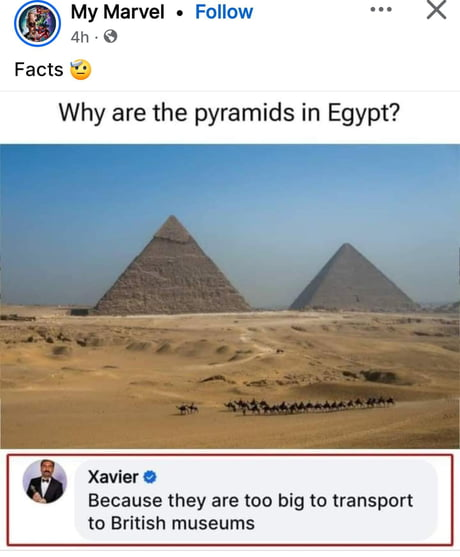 My Marvel • Follow
4h ·
Facts 🤕
Why are the pyramids in Egypt?
Xavier
Because they are too big to transport
to British museums